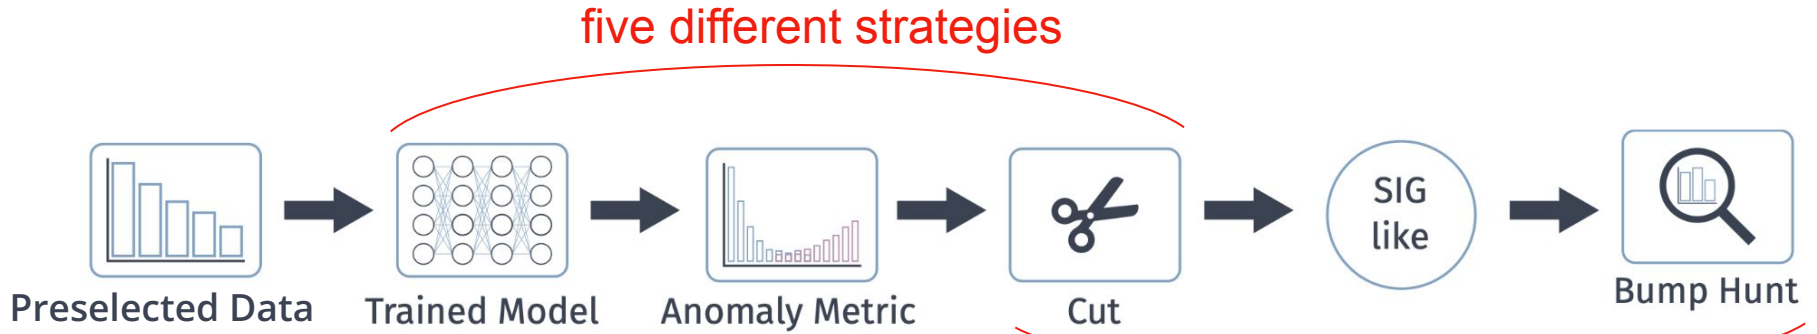 five different strategies
SIG
like
Preselected Data
Trained Model
Anomaly Metric
Cut
Bump Hunt